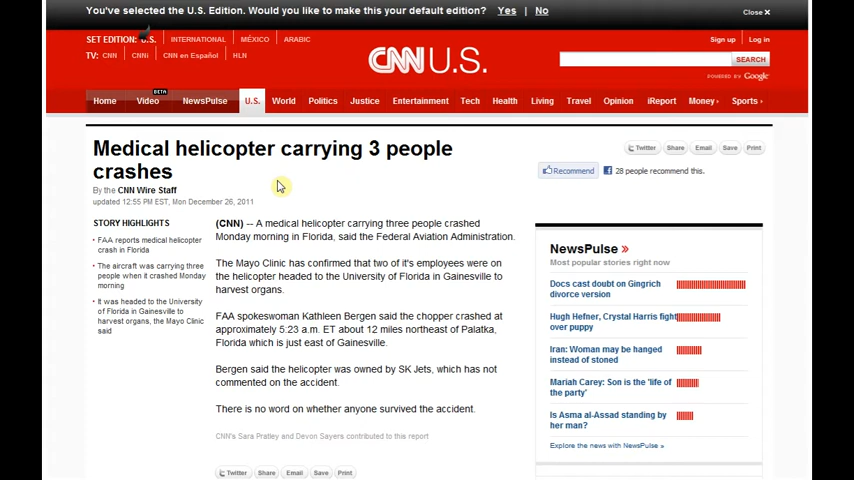 You've selected the U.S. Edition. Would you like to make this your default edition? Yes | No
Close ✕
SET EDITION: U.S. INTERNATIONAL MÉXICO ARABIC
TV: CNN CNNi CNN en Español HLN
CNN U.S.
Sign up Log in
SEARCH
POWERED BY Google
BETA
Home Video NewsPulse U.S. World Politics Justice Entertainment Tech Health Living Travel Opinion iReport Money Sports
Medical helicopter carrying 3 people
crashes
By the CNN Wire Staff
updated 12:55 PM EST, Mon December 26, 2011
Twitter Share Email Save Print
Recommend 28 people recommend this.
STORY HIGHLIGHTS
FAA reports medical helicopter
crash in Florida
The aircraft was carrying three
people when it crashed Monday
morning
It was headed to the University
of Florida in Gainesville to
harvest organs, the Mayo Clinic
said
(CNN) -- A medical helicopter carrying three people crashed
Monday morning in Florida, said the Federal Aviation Administration.
The Mayo Clinic has confirmed that two of it's employees were on
the helicopter headed to the University of Florida in Gainesville to
harvest organs.
FAA spokeswoman Kathleen Bergen said the chopper crashed at
approximately 5:23 a.m. ET about 12 miles northeast of Palatka,
Florida which is just east of Gainesville.
Bergen said the helicopter was owned by SK Jets, which has not
commented on the accident.
There is no word on whether anyone survived the accident.
CNN's Sara Pratley and Devon Sayers contributed to this report
Twitter Share Email Save Print
NewsPulse »
Most popular stories right now
Docs cast doubt on Gingrich
divorce version
Hugh Hefner, Crystal Harris fight
over puppy
Iran: Woman may be hanged
instead of stoned
Mariah Carey: Son is the 'life of
the party'
Is Asma al-Assad standing by
her man?
Explore the news with NewsPulse »